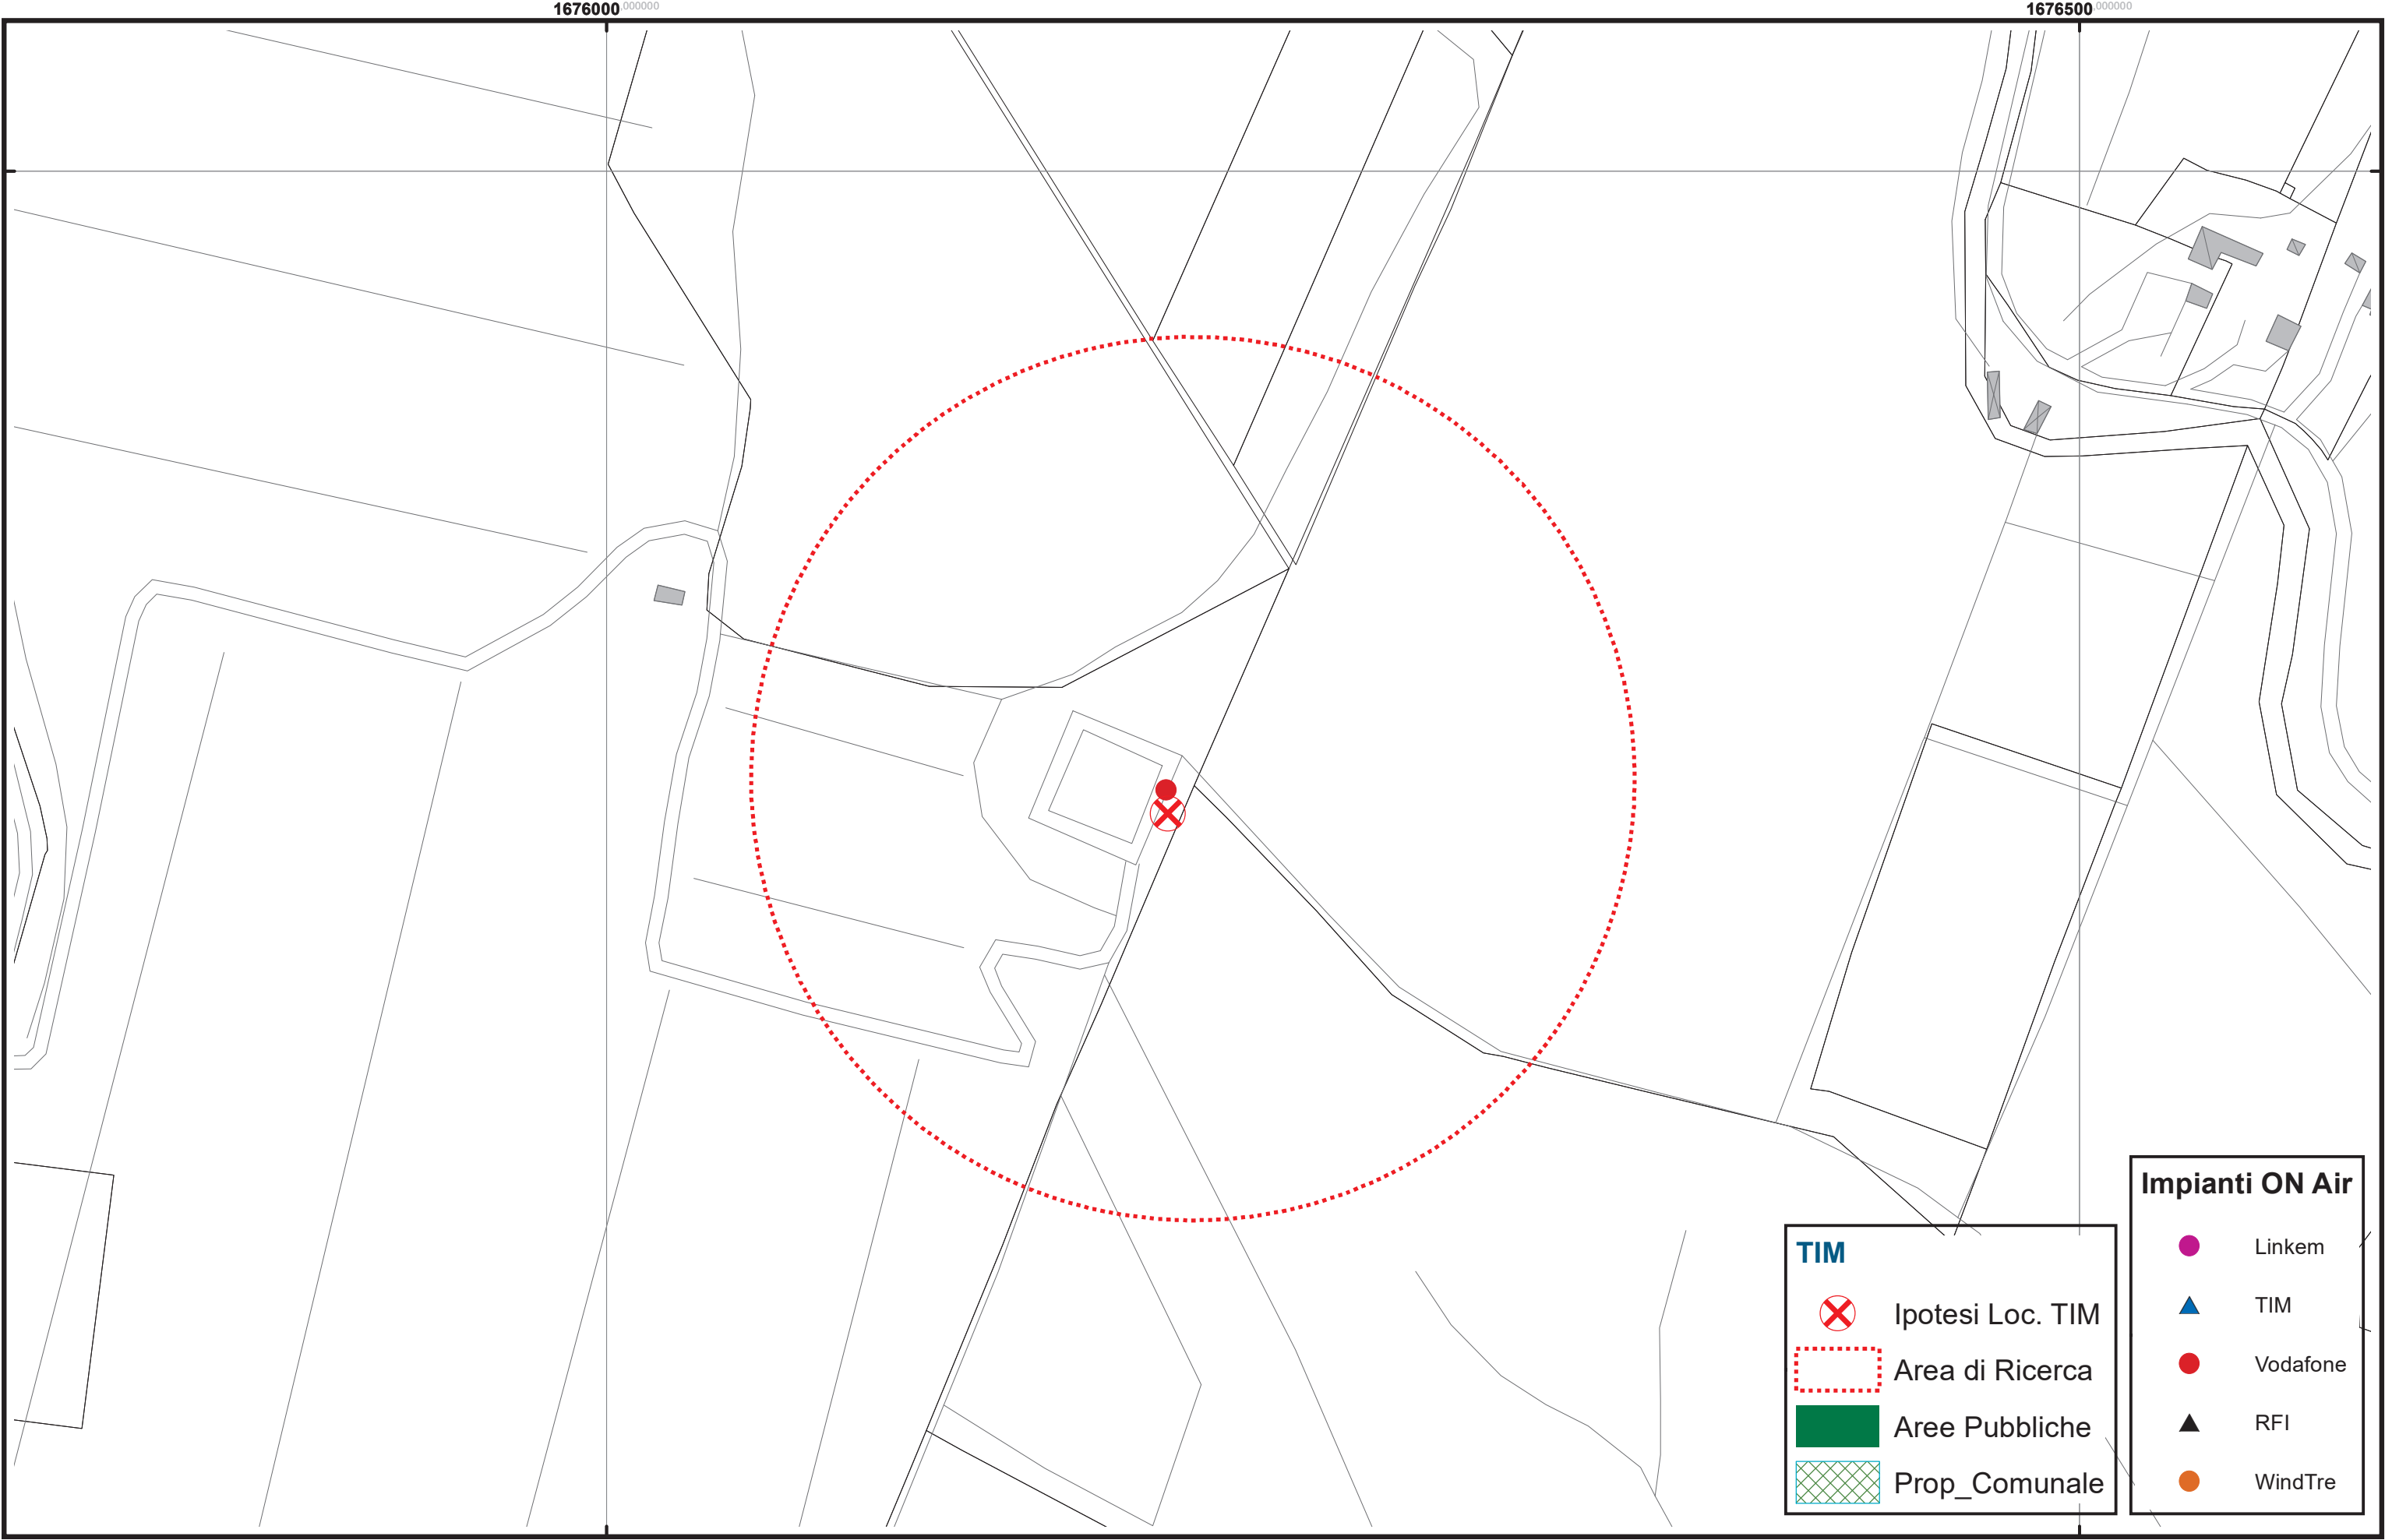 1676000.000000
1676500.000000
Impianti ON Air
Linkem
TIM
Vodafone
RFI
WindTre
TIM
Ipotesi Loc. TIM
Area di Ricerca
Aree Pubbliche
Prop_Comunale